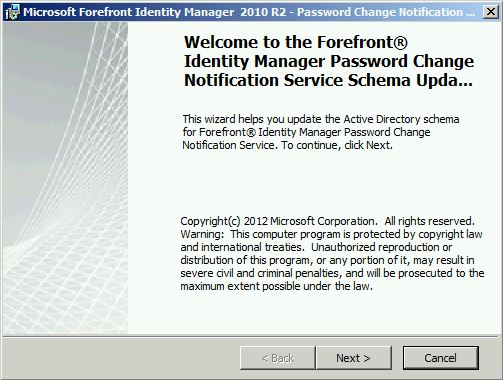 Microsoft Forefront Identity Manager 2010 R2 - Password Change Notification ...
Welcome to the Forefront®
Identity Manager Password Change
Notification Service Schema Upda...
This wizard helps you update the Active Directory schema
for Forefront® Identity Manager Password Change
Notification Service. To continue, click Next.
Copyright(c) 2012 Microsoft Corporation. All rights reserved.
Warning: This computer program is protected by copyright law
and international treaties. Unauthorized reproduction or
distribution of this program, or any portion of it, may result in
severe civil and criminal penalties, and will be prosecuted to the
maximum extent possible under the law.
< Back Next > Cancel